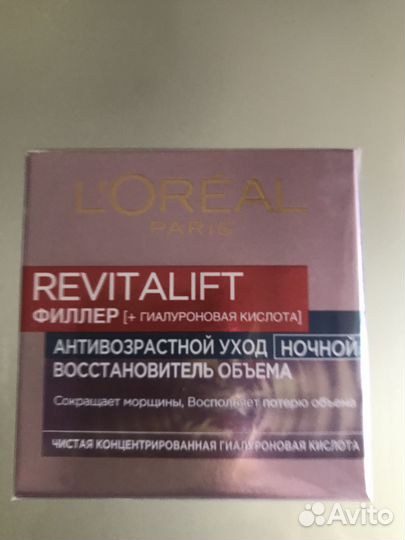 L'ORÉAL
PARIS
REVITALIFT
ФИЛЛЕР [+ ГИАЛУРОНОВАЯ КИСЛОТА]
АНТИВОЗРАСТНОЙ УХОД НОЧНОЙ
ВОССТАНОВИТЕЛЬ ОБЪЕМА
Сокращает морщины, Восполняет потерю объема
ЧИСТАЯ КОНЦЕНТРИРОВАННАЯ ГИАЛУРОНОВАЯ КИСЛОТА
Avito